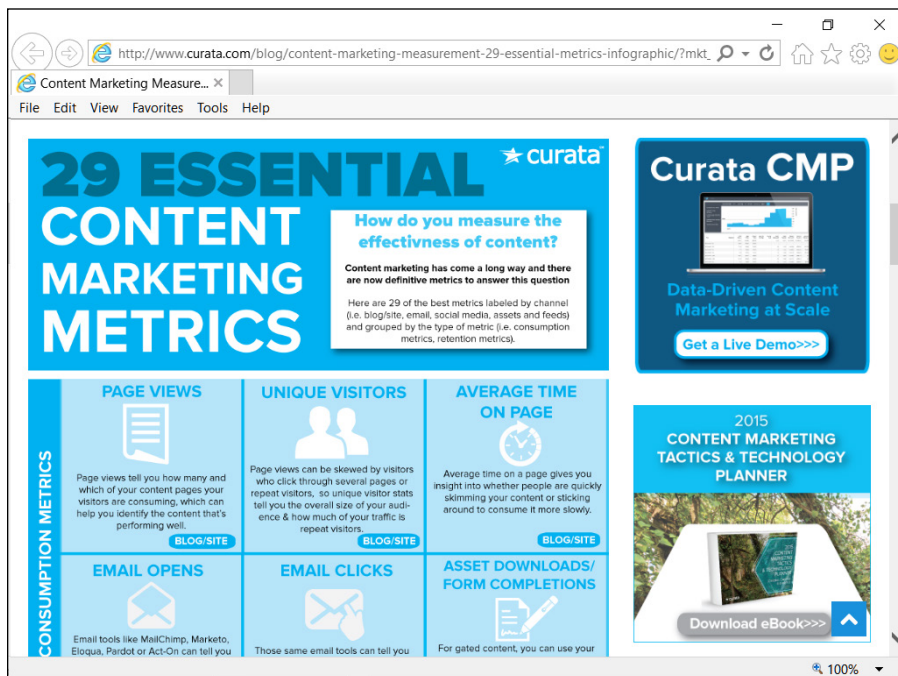 http://www.curata.com/blog/content-marketing-measurement-29-essential-metrics-infographic/?mkt_
Content Marketing Measure...
File Edit View Favorites Tools Help
29 ESSENTIAL
CONTENT
MARKETING
METRICS
curata
How do you measure the
effectivness of content?
Content marketing has come a long way and there
are now definitive metrics to answer this question
Here are 29 of the best metrics labeled by channel
(i.e. blog/site, email, social media, assets and feeds)
and grouped by the type of metric (i.e. consumption
metrics, retention metrics).
Curata CMP
Data-Driven Content
Marketing at Scale
Get a Live Demo>>>
CONSUMPTION METRICS
PAGE VIEWS
Page views tell you how many and
which of your content pages your
visitors are consuming, which can
help you identify the content that's
performing well.
BLOG/SITE
UNIQUE VISITORS
Page views can be skewed by visitors
who click through several pages or
repeat visitors, so unique visitor stats
tell you the overall size of your audi-
ence & how much of your traffic is
repeat visitors.
BLOG/SITE
AVERAGE TIME
ON PAGE
Average time on a page gives you
insight into whether people are quickly
skimming your content or sticking
around to consume it more slowly.
BLOG/SITE
EMAIL OPENS
Email tools like MailChimp, Marketo,
Eloqua, Pardot or Act-On can tell you
EMAIL CLICKS
Those same email tools can tell you
ASSET DOWNLOADS/
FORM COMPLETIONS
For gated content, you can use your
2015
CONTENT MARKETING
TACTICS & TECHNOLOGY
PLANNER
2015
CONTENT
MARKETING
TACTICS
& TECHNOLOGY
PLANNER
Download eBook>>>
100%